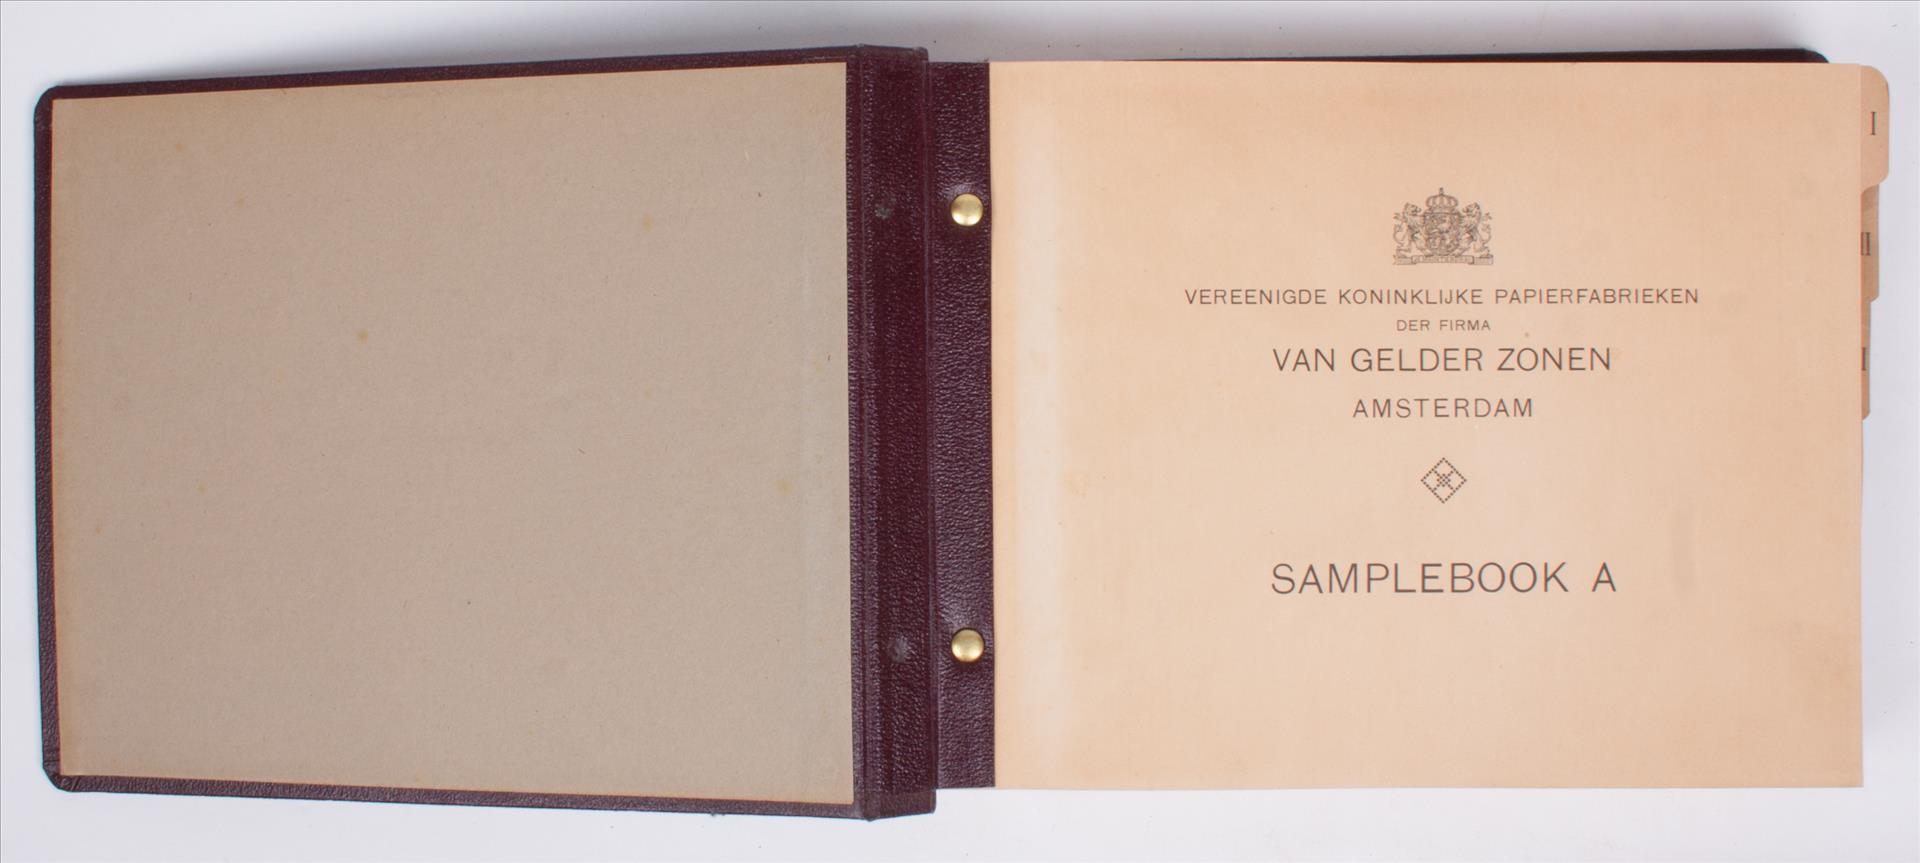 VEREENIGDE KONINKLIJKE PAPIERFABRIEKEN
DER FIRMA
VAN GELDER ZONEN
AMSTERDAM
SAMPLEBOOK A
I
II